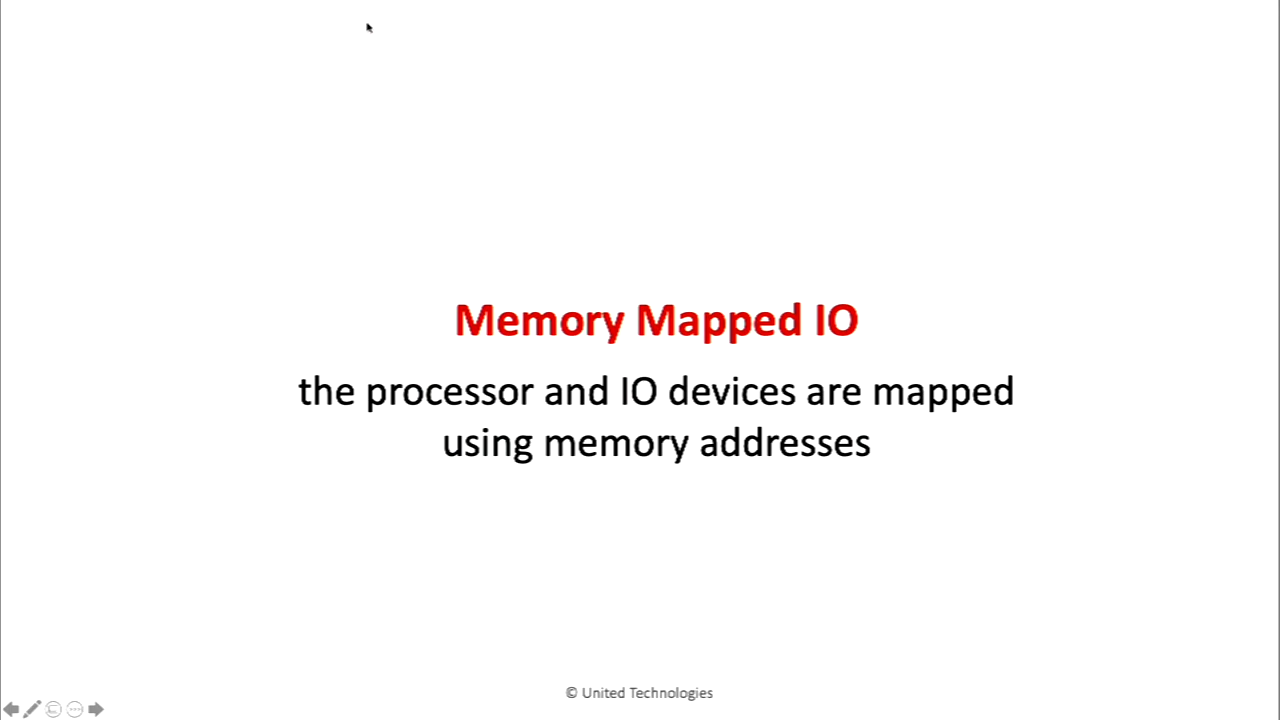 Memory Mapped IO
the processor and IO devices are mapped
using memory addresses
© United Technologies